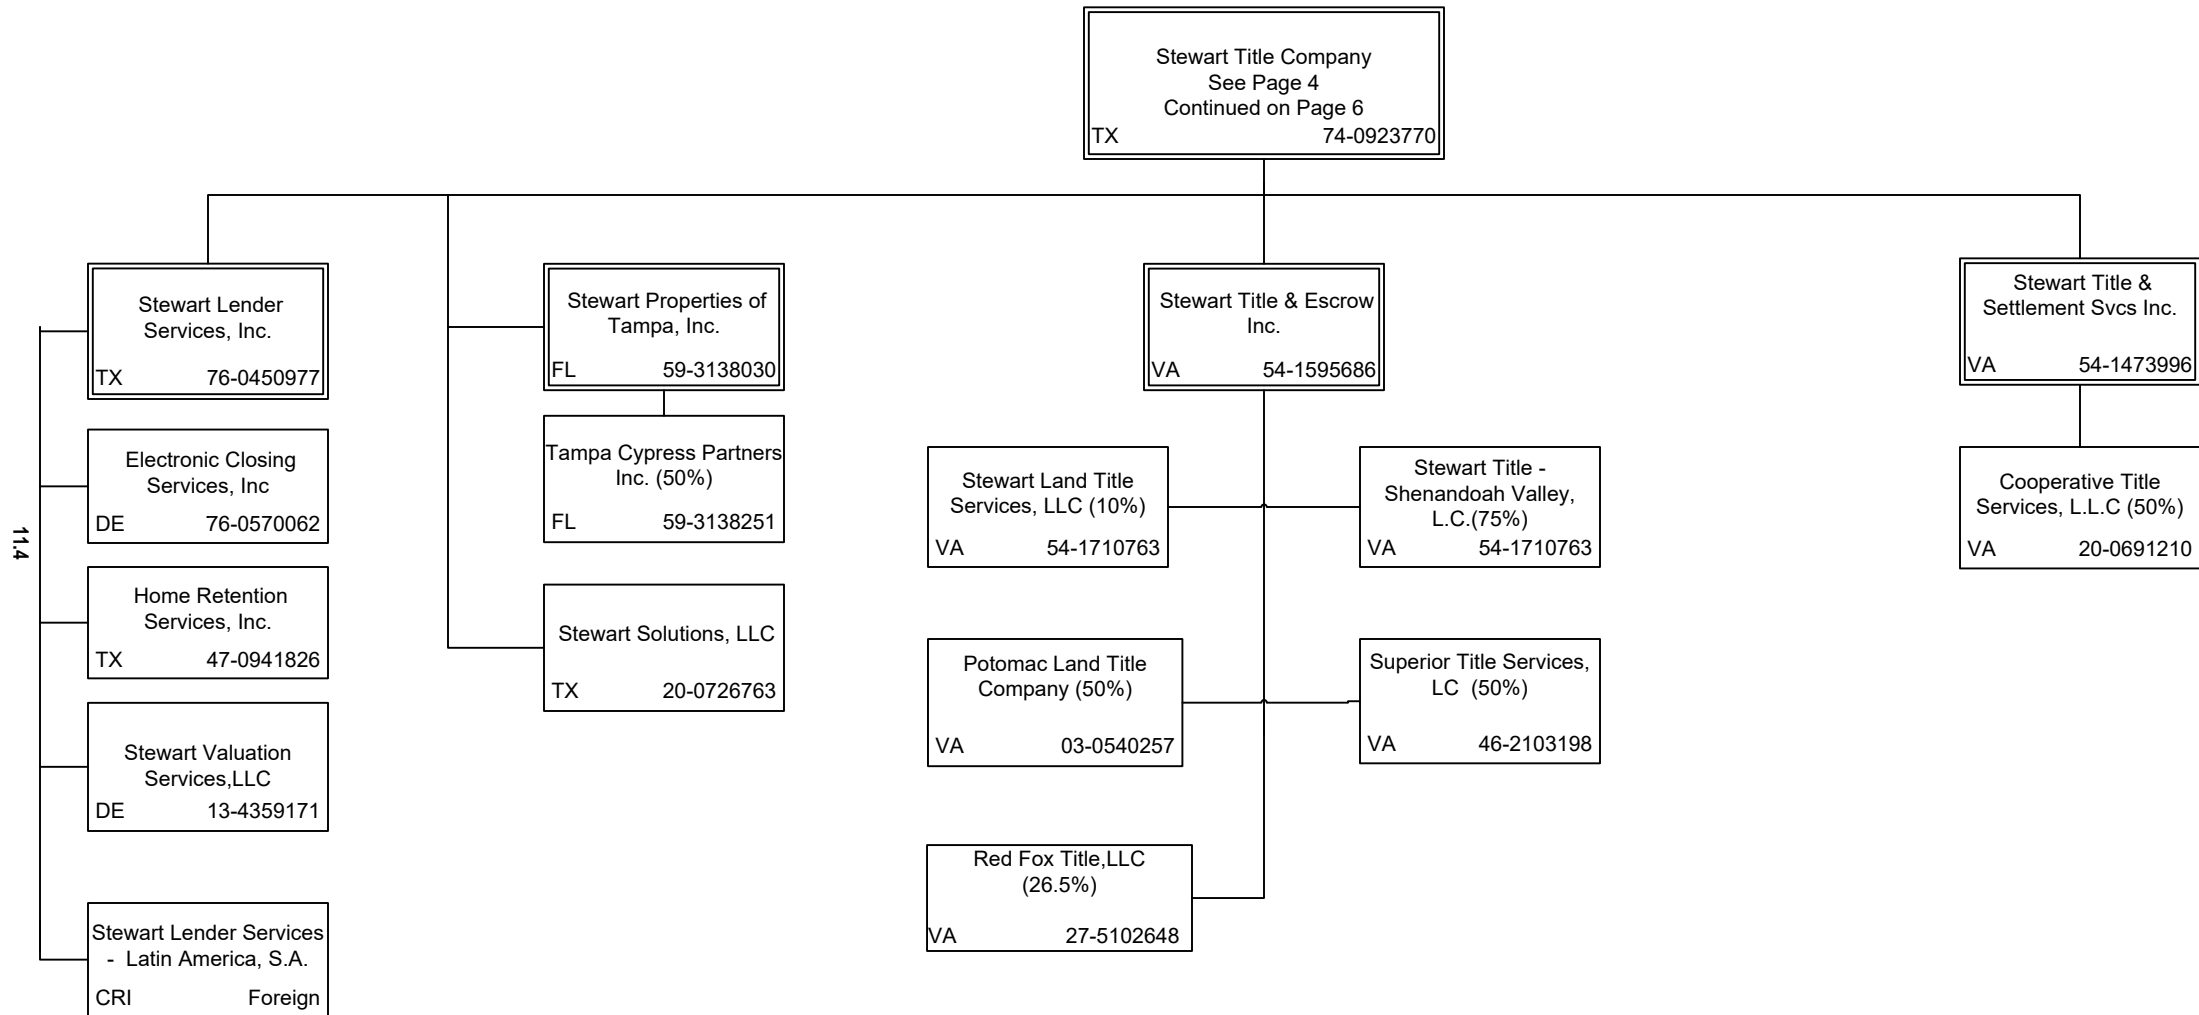 Stewart Title Company
See Page 4
Continued on Page 6
TX 74-0923770
Stewart Lender
Services, Inc.
TX 76-0450977
Electronic Closing
Services, Inc
DE 76-0570062
Home Retention
Services, Inc.
TX 47-0941826
Stewart Valuation
Services,LLC
DE 13-4359171
Stewart Lender Services
- Latin America, S.A.
CRI Foreign
11.4
Stewart Properties of
Tampa, Inc.
FL 59-3138030
Tampa Cypress Partners
Inc. (50%)
FL 59-3138251
Stewart Solutions, LLC
TX 20-0726763
Stewart Title & Escrow
Inc.
VA 54-1595686
Stewart Land Title
Services, LLC (10%)
VA 54-1710763
Stewart Title -
Shenandoah Valley,
L.C.(75%)
VA 54-1710763
Potomac Land Title
Company (50%)
VA 03-0540257
Superior Title Services,
LC (50%)
VA 46-2103198
Red Fox Title,LLC
(26.5%)
VA 27-5102648
Stewart Title &
Settlement Svcs Inc.
VA 54-1473996
Cooperative Title
Services, L.L.C (50%)
VA 20-0691210